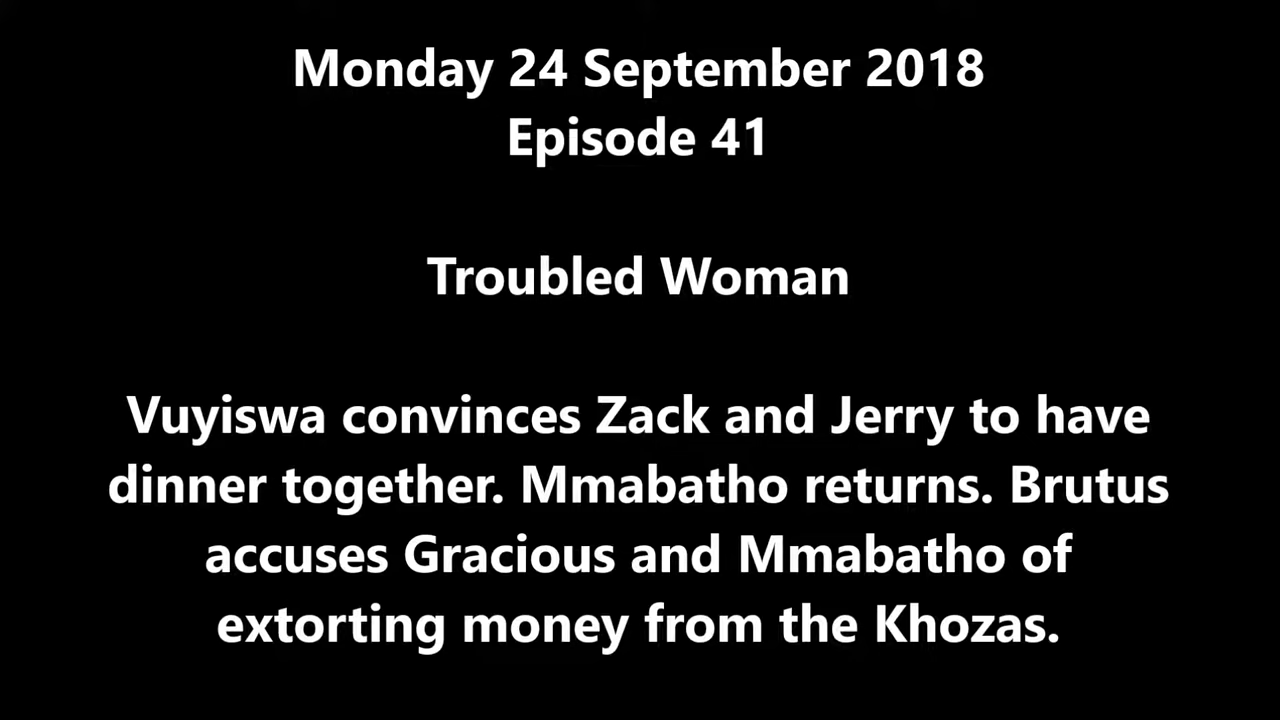 Monday 24 September 2018
Episode 41
Troubled Woman
Vuyiswa convinces Zack and Jerry to have
dinner together. Mmabatho returns. Brutus
accuses Gracious and Mmabatho of
extorting money from the Khozas.